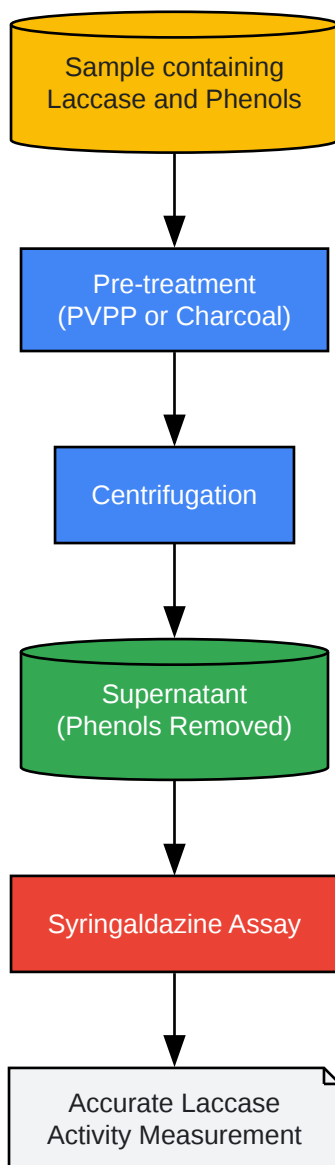 Sample containing
Laccase and Phenols
Pre-treatment
(PVPP or Charcoal)
Centrifugation
Supernatant
(Phenols Removed)
Syringaldazine Assay
Accurate Laccase
Activity Measurement